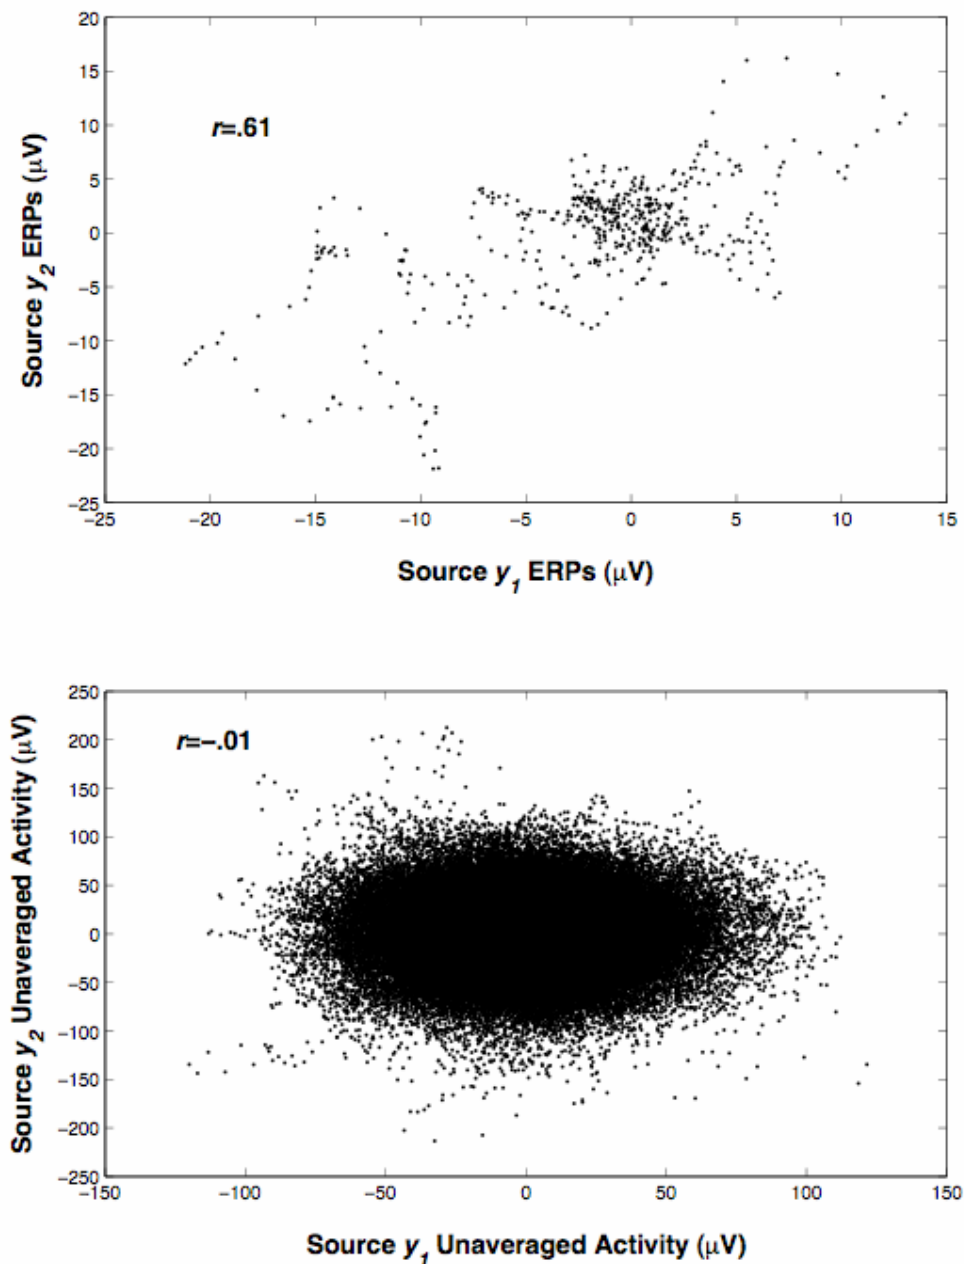 20
15
10
5
0
−5
−10
−15
−20
−25
r=.61
Source y2 ERPs (μV)
−25 −20 −15 −10 −5 0 5 10 15
Source y1 ERPs (μV)
250
200
150
100
50
0
−50
−100
−150
−200
−250
r=−.01
Source y2 Unaveraged Activity (μV)
−150 −100 −50 0 50 100 150
Source y1 Unaveraged Activity (μV)